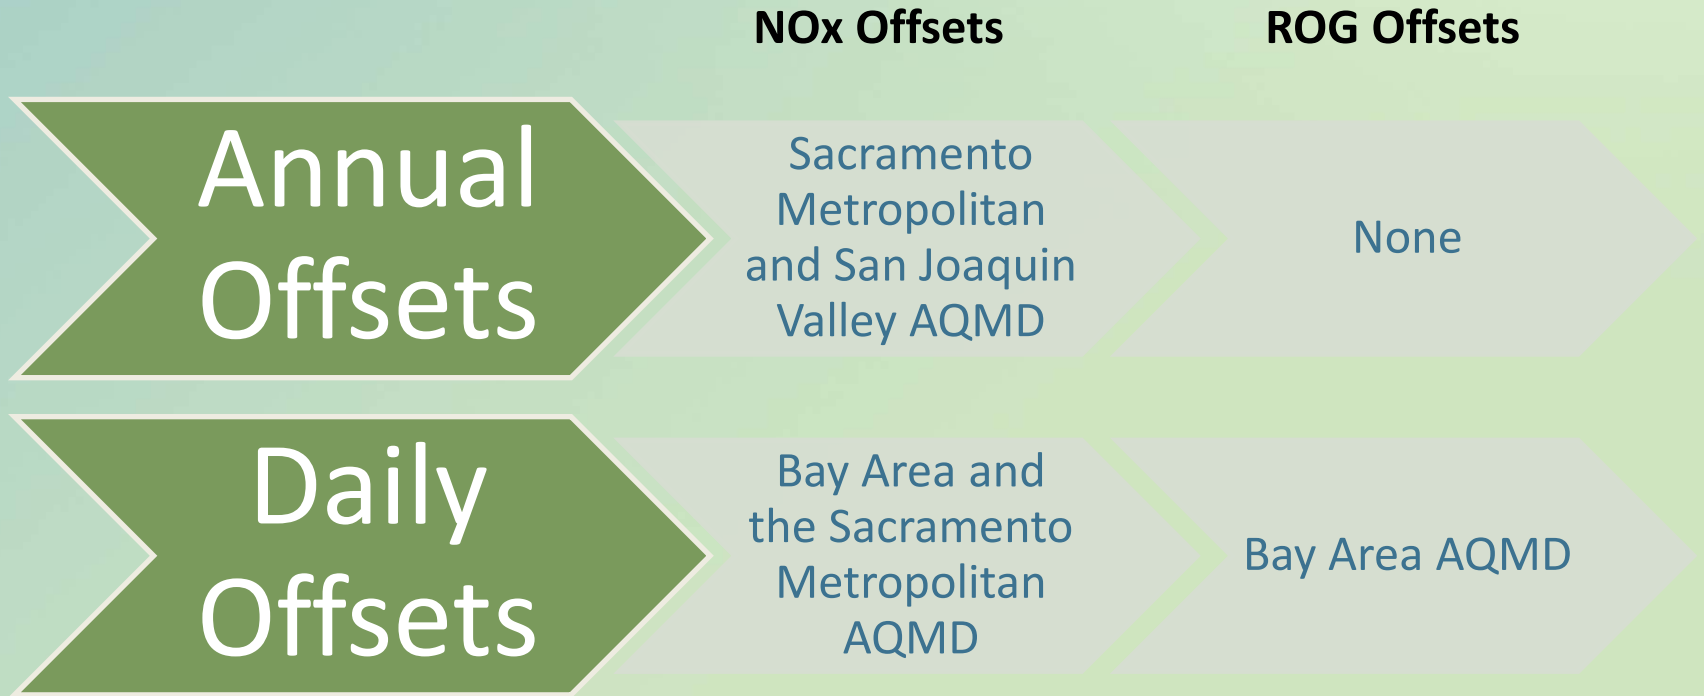 NOx Offsets
ROG Offsets
Annual
Offsets
Sacramento
Metropolitan
and San Joaquin
Valley AQMD
None
Daily
Offsets
Bay Area and
the Sacramento
Metropolitan
AQMD
Bay Area AQMD